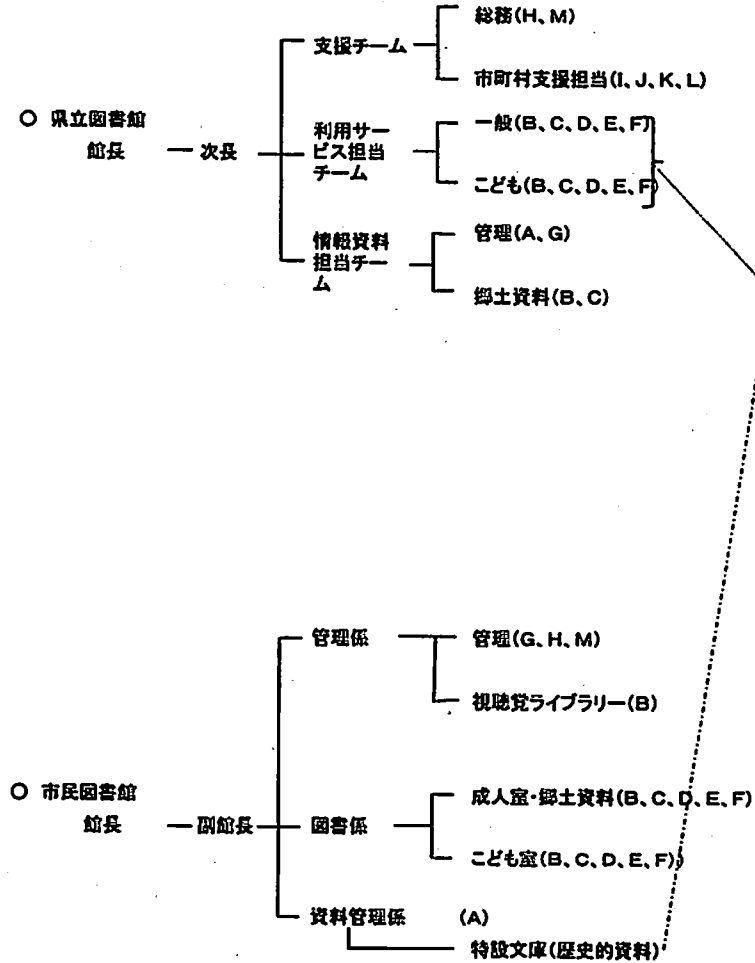 総務(H、M)
支援チーム
市町村支援担当(I、J、K、L)
○ 県立図書館
館長
次長
利用サー
ビス担当
チーム
一般(B、C、D、E、F)
こども(B、C、D、E、F)
情報資料
担当チー
ム
管理(A、G)
郷土資料(B、C)
管理係
管理(G、H、M)
視聴党ライブラリー(B)
○ 市民図書館
館長
副館長
図書係
成人室・郷土資料(B、C、D、E、F)
こども室(B、C、D、E、F))
資料管理係
(A)
特設文庫(歴史的資料)